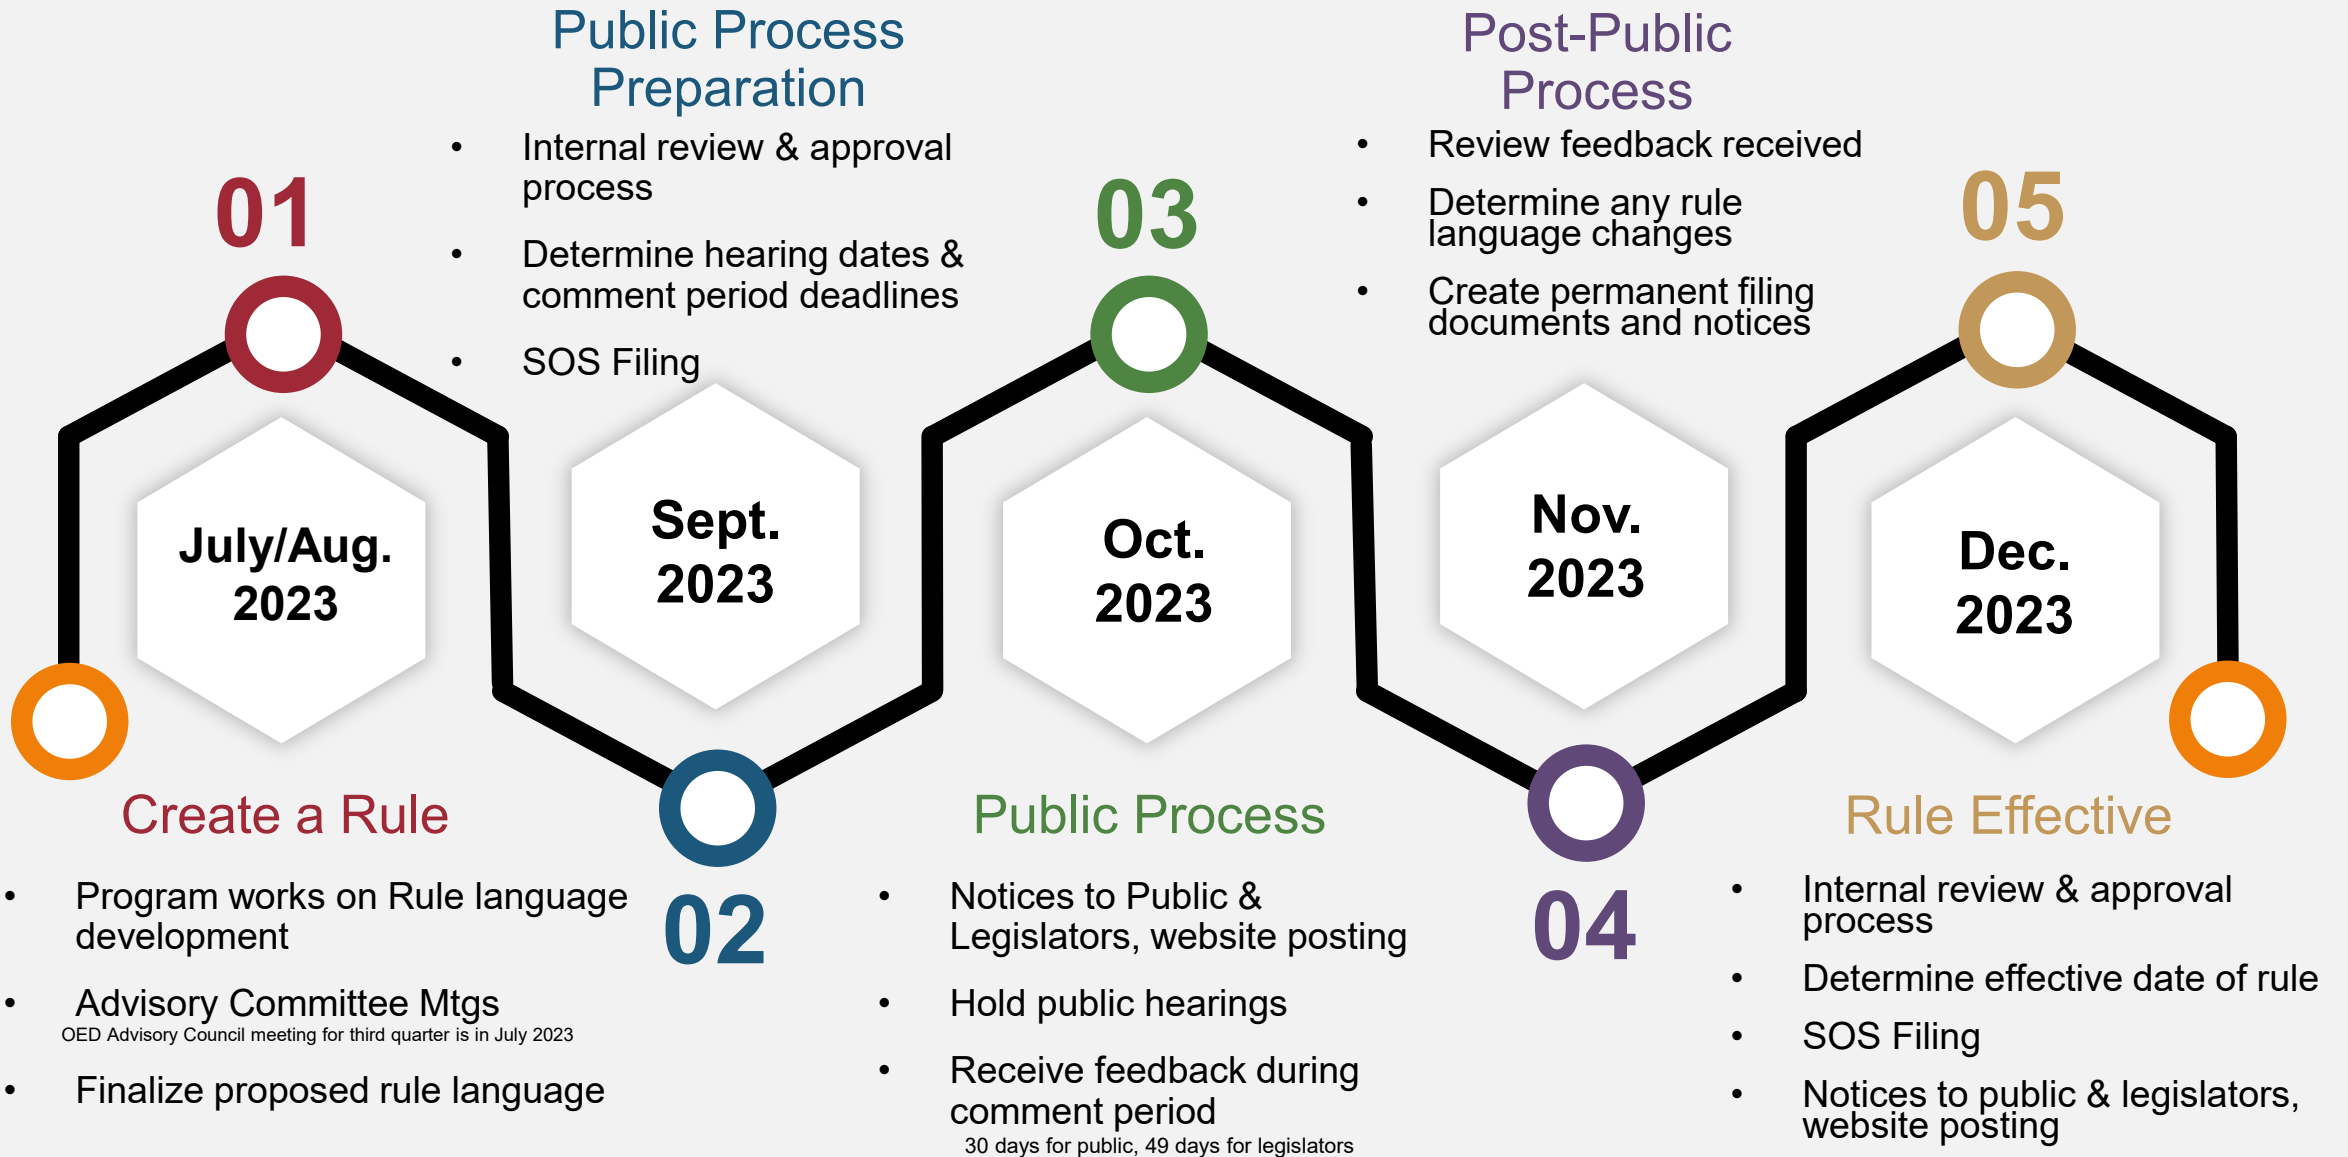 01
July/Aug.
2023
Create a Rule
• Program works on Rule language
development
• Advisory Committee Mtgs
OED Advisory Council meeting for third quarter is in July 2023
• Finalize proposed rule language
Public Process
Preparation
• Internal review & approval
process
• Determine hearing dates &
comment period deadlines
• SOS Filing
Sept.
2023
02
03
Oct.
2023
Public Process
• Notices to Public &
Legislators, website posting
• Hold public hearings
• Receive feedback during
comment period
30 days for public, 49 days for legislators
Post-Public
Process
• Review feedback received
• Determine any rule
language changes
• Create permanent filing
documents and notices
Nov.
2023
04
05
Dec.
2023
Rule Effective
• Internal review & approval
process
• Determine effective date of rule
• SOS Filing
• Notices to public & legislators,
website posting